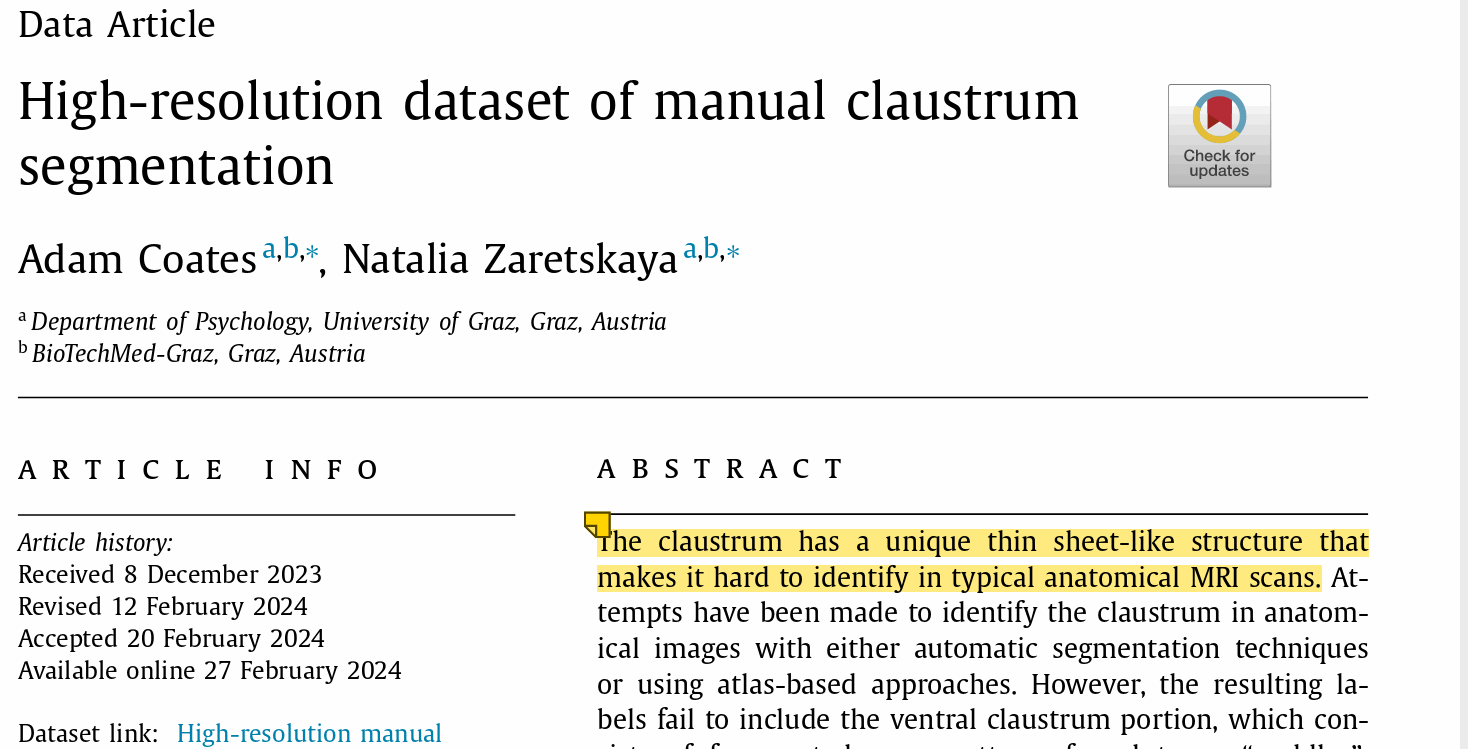 Data Article
High-resolution dataset of manual claustrum
segmentation
Check for
updates
Adam Coates a,b,∗, Natalia Zaretskaya a,b,∗
a Department of Psychology, University of Graz, Graz, Austria
b BioTechMed-Graz, Graz, Austria
ARTICLE INFO
Article history:
Received 8 December 2023
Revised 12 February 2024
Accepted 20 February 2024
Available online 27 February 2024
Dataset link: High-resolution manual
ABSTRACT
The claustrum has a unique thin sheet-like structure that
makes it hard to identify in typical anatomical MRI scans. At-
tempts have been made to identify the claustrum in anatom-
ical images with either automatic segmentation techniques
or using atlas-based approaches. However, the resulting la-
bels fail to include the ventral claustrum portion, which con-